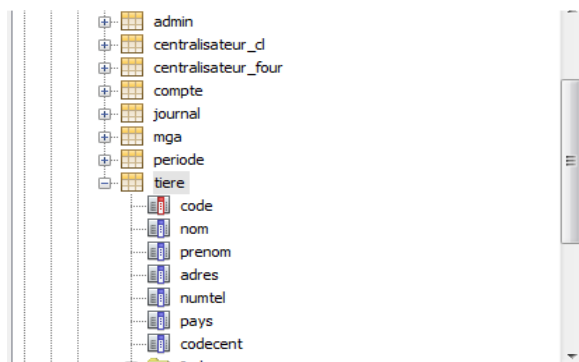 admin
centralisateur_cl
centralisateur_four
compte
journal
mga
periode
tiere
code
nom
prenom
adres
numtel
pays
codecent